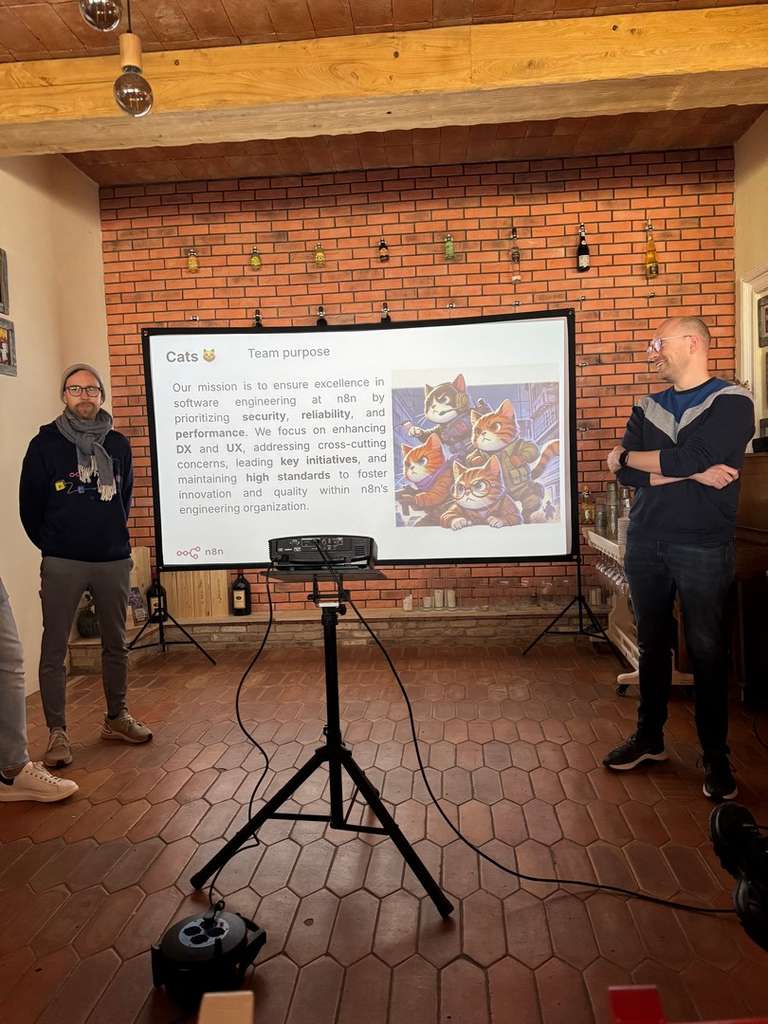 Cats 😼 Team purpose
Our mission is to ensure excellence in
software engineering at n8n by
prioritizing security, reliability, and
performance. We focus on enhancing
DX and UX, addressing cross-cutting
concerns, leading key initiatives, and
maintaining high standards to foster
innovation and quality within n8n's
engineering organization.
n8n